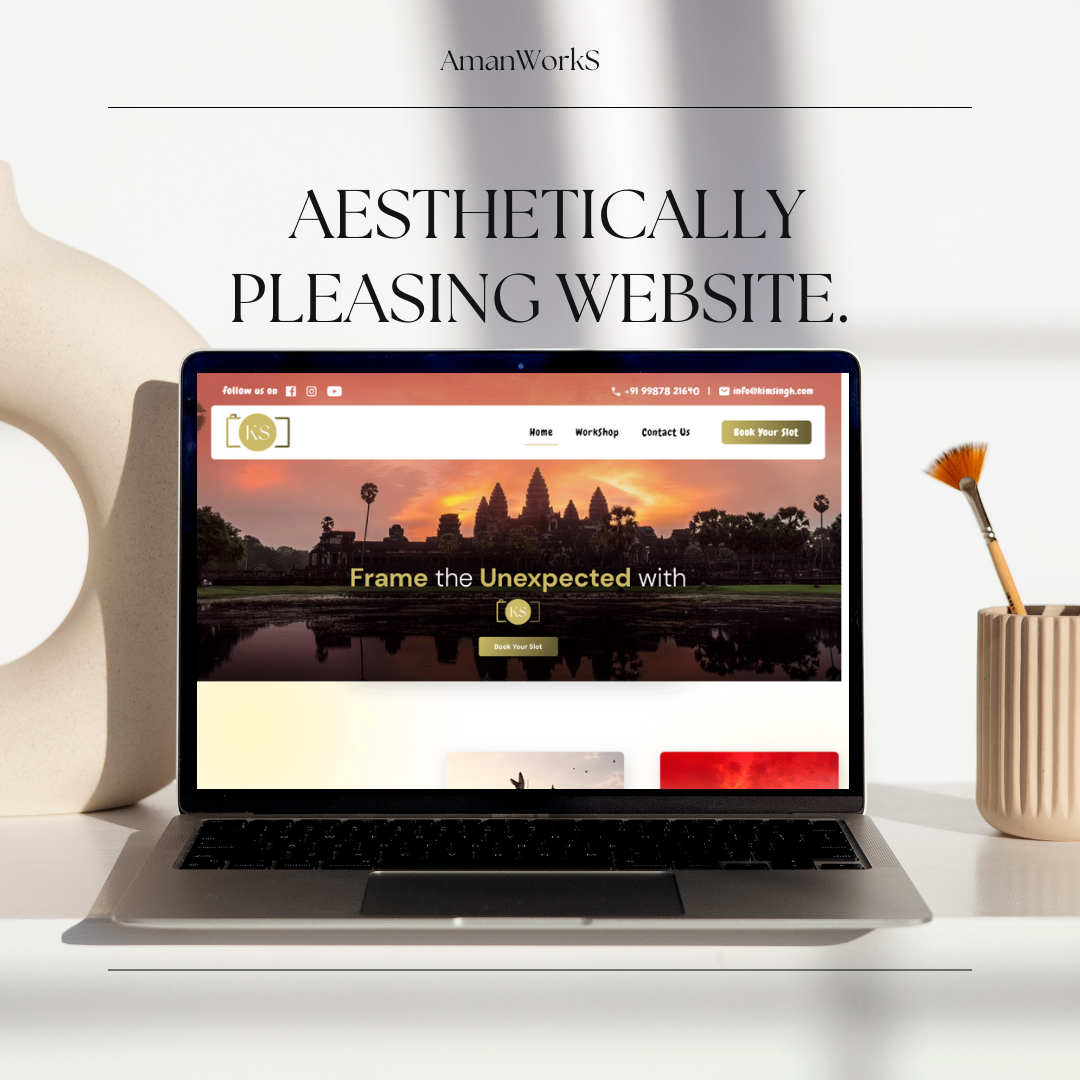 AmanWorkS
AESTHETICALLY
PLEASING WEBSITE.
follow us on
+91 99878 21640 | info@kimsingh.com
KS
Home WorkShop Contact Us Book Your Slot
Frame the Unexpected with
KS
Book Your Slot